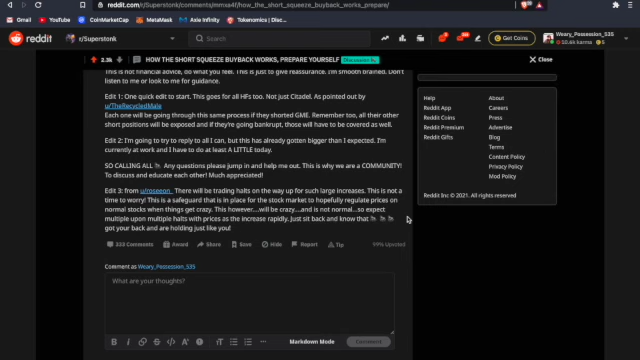 reddit.com/r/Superstonk/comments/mmxa4f/how_the_short_squeeze_buyback_works_prepare/
Gmail
YouTube
CoinMarketCap
MetaMask
Axie Infinity
Tokenomics | Disc...
reddit
r/Superstonk
Search
Get Coins
Weary_Possession_535
10.6k karma
5
2.3k
HOW THE SHORT SQUEEZE BUYBACK WORKS, PREPARE YOURSELF
Discussion
Close
This is not financial advice, do what you feel. This is just to give reassurance. I'm smooth brained. Don't
listen to me or look to me for guidance.
Edit 1: One quick edit to start. This goes for all HFs too. Not just Citadel. As pointed out by
u/TheRecycledMale
Each one will be going through this same process if they shorted GME. Remember too, all their other
short positions will be exposed and if they're going bankrupt, those will have to be covered as well.
Edit 2: I'm going to try to reply to all I can, but this has already gotten bigger than I expected. I'm
currently at work and I have to do at least A LITTLE today.
SO CALLING ALL 🦍 Any questions please jump in and help me out. This is why we are a COMMUNITY!
To discuss and educate each other! Much appreciated!
Edit 3: from u/roseeon_ There will be trading halts on the way up for such large increases. This is not a
time to worry! This is a safeguard that is in place for the stock market to hopefully regulate prices on
normal stocks when things get crazy. This however....will be crazy....and is not normal...so expect
multiple upon multiple halts with prices as the increase rapidly. Just sit back and know that 🦍 🦍 🦍
got your back and are holding just like you!
333 Comments
Award
Share
Save
Hide
Report
Tip
99% Upvoted
Comment as Weary_Possession_535
What are your thoughts?
Markdown Mode
Comment
Help
About
Reddit App
Careers
Reddit Coins
Press
Reddit Premium
Advertise
Reddit Gifts
Blog
Terms
Content Policy
Privacy Policy
Mod Policy
Reddit Inc © 2021. All rights reserved